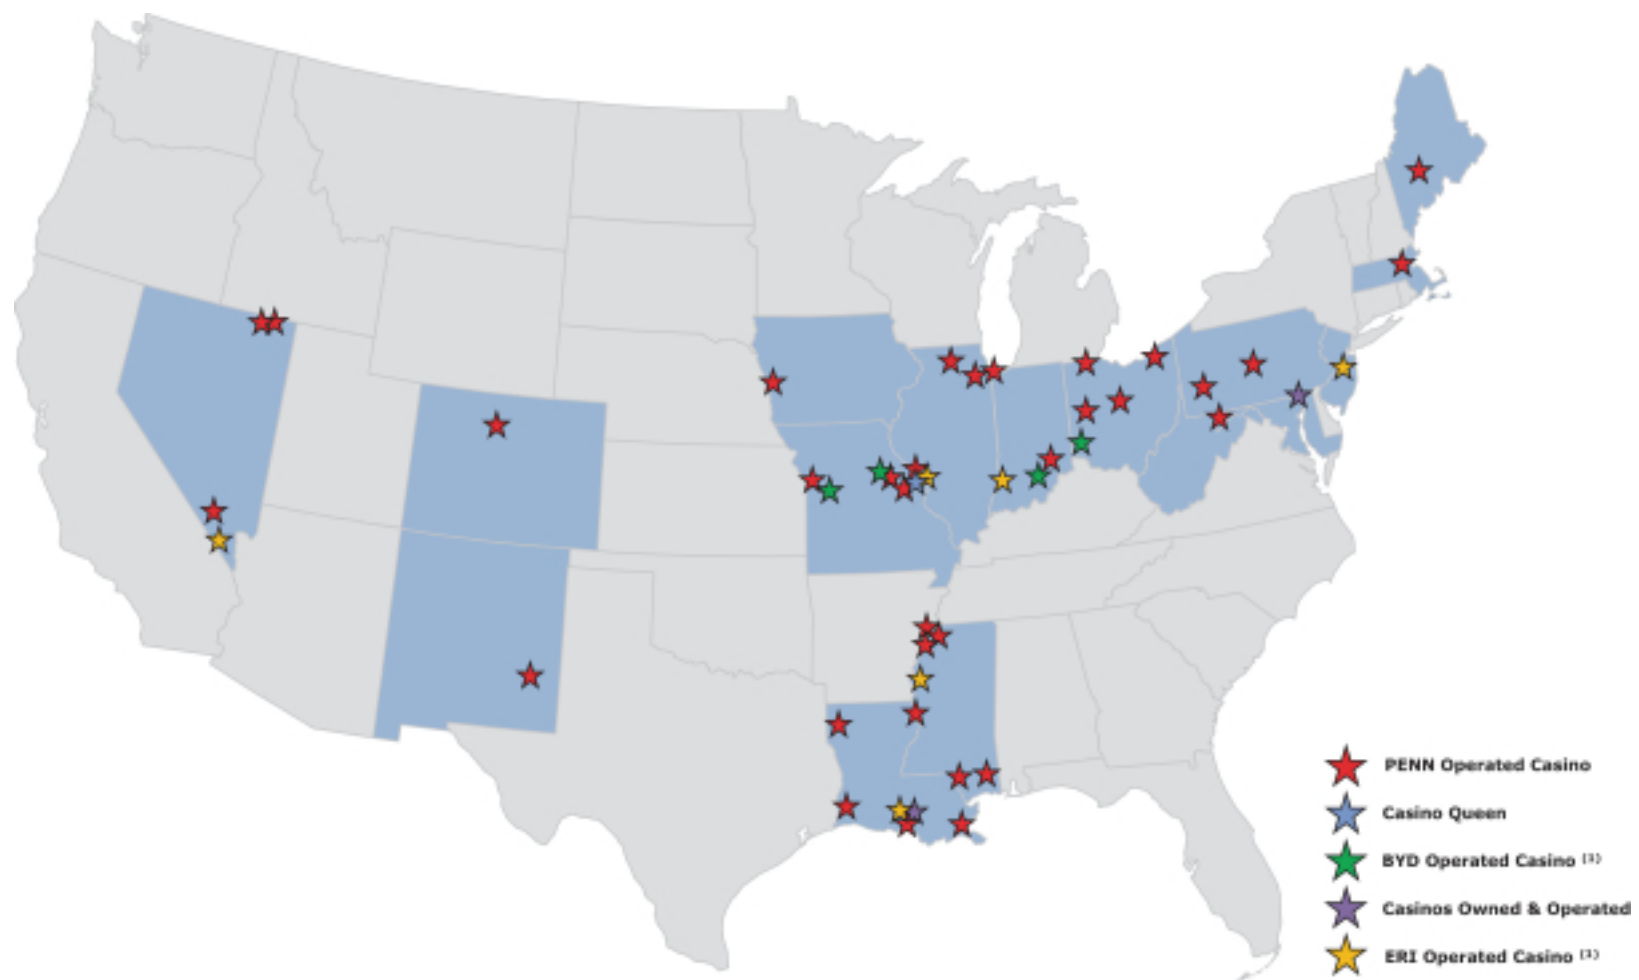 PENN Operated Casino
Casino Queen
BYD Operated Casino (1)
Casinos Owned & Operated
ERI Operated Casino (1)